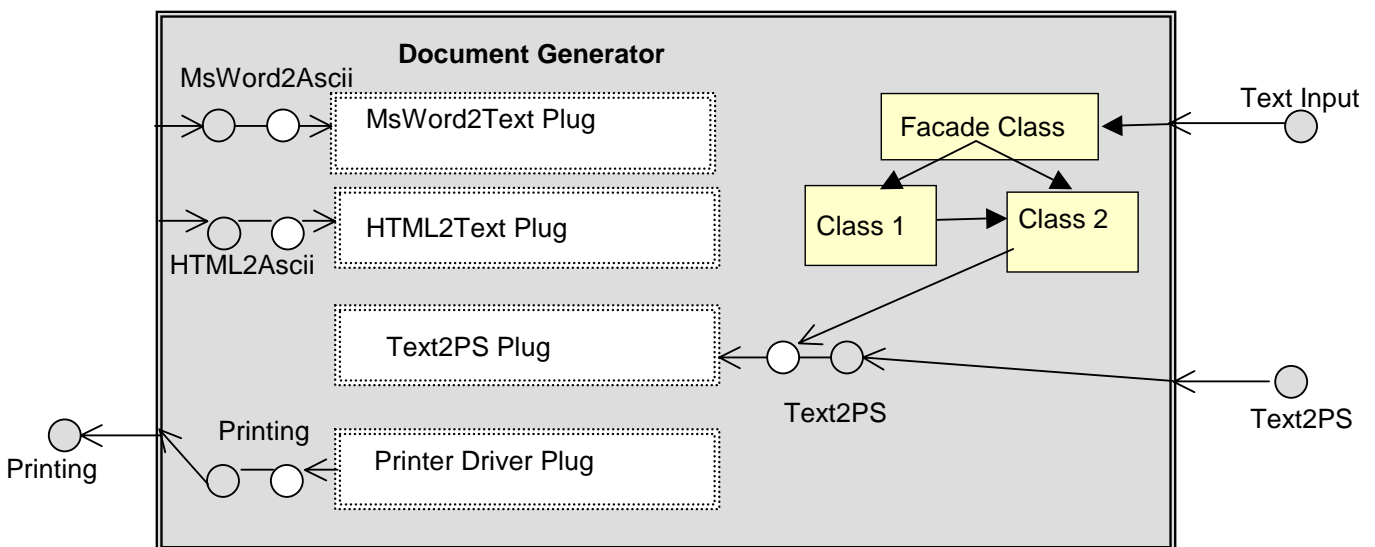 Document Generator
MsWord2Ascii
MsWord2Text Plug
Facade Class
Text Input
HTML2Text Plug
Class 1
Class 2
HTML2Ascii
Text2PS Plug
Text2PS
Text2PS
Printing
Printer Driver Plug
Printing